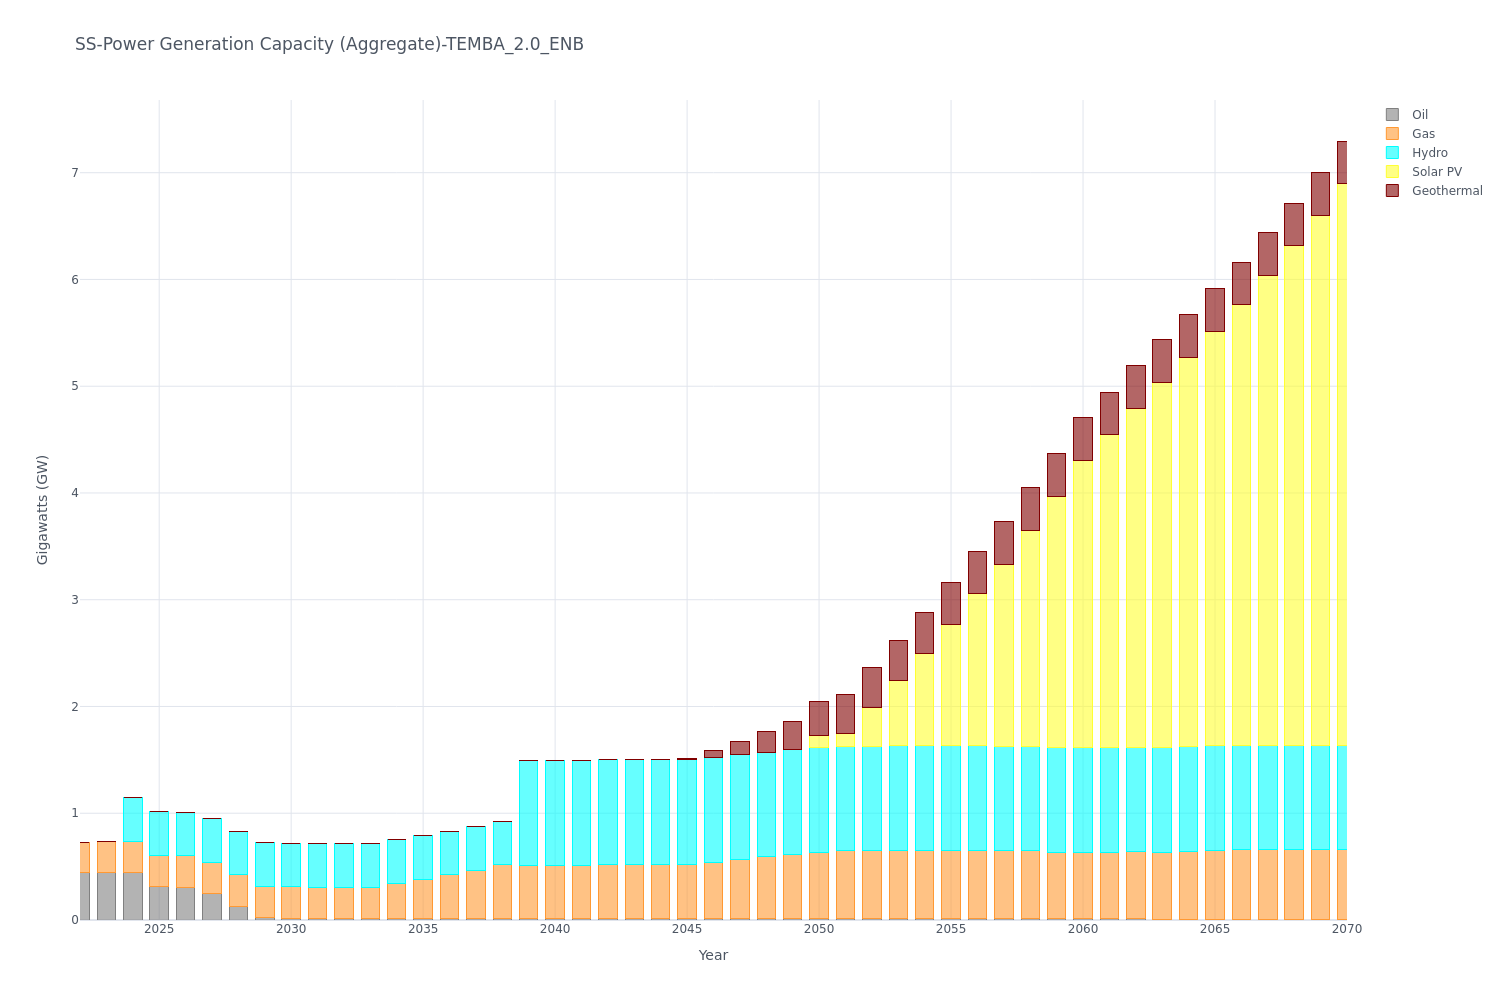 SS-Power Generation Capacity (Aggregate)-TEMBA_2.0_ENB
Oil
Gas
Hydro
Solar PV
Geothermal
Gigawatts (GW)
7
6
5
4
3
2
1
0
2025
2030
2035
2040
2045
2050
2055
2060
2065
2070
Year